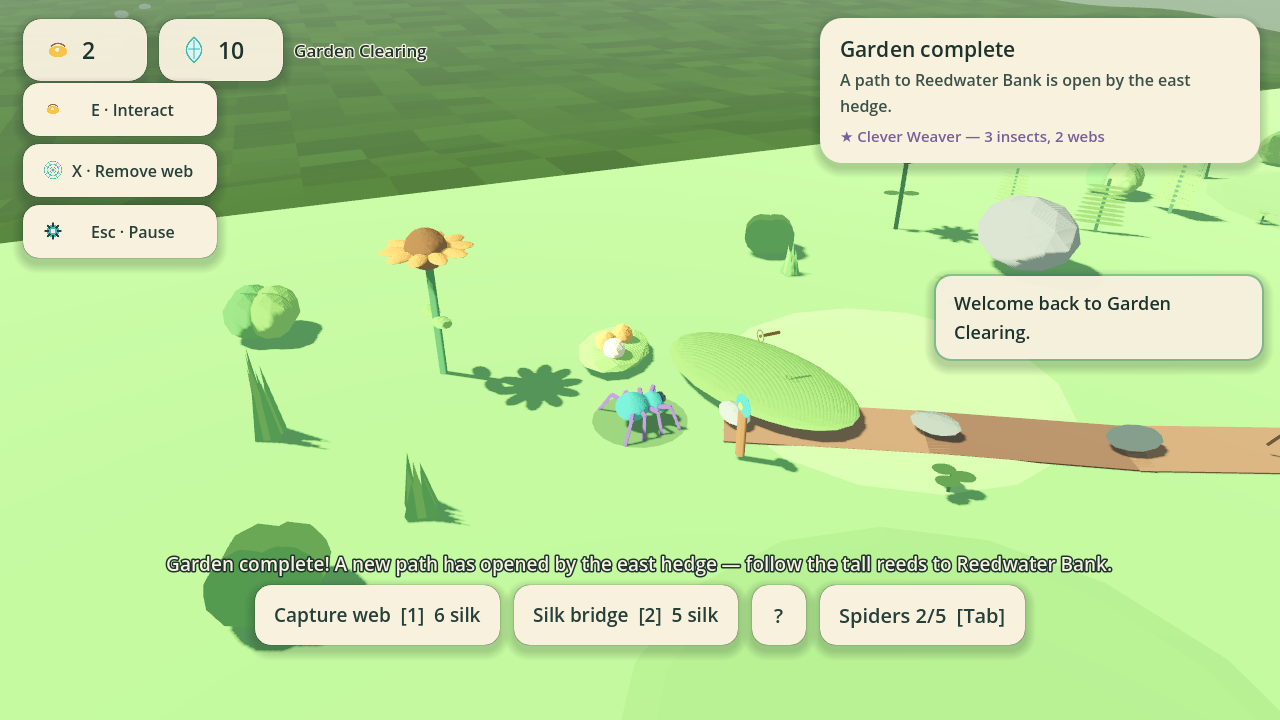 2
10
Garden Clearing
E · Interact
X · Remove web
Esc · Pause
Garden complete
A path to Reedwater Bank is open by the east
hedge.
★ Clever Weaver — 3 insects, 2 webs
Welcome back to Garden
Clearing.
Garden complete! A new path has opened by the east hedge — follow the tall reeds to Reedwater Bank.
Capture web [1] 6 silk
Silk bridge [2] 5 silk
?
Spiders 2/5 [Tab]